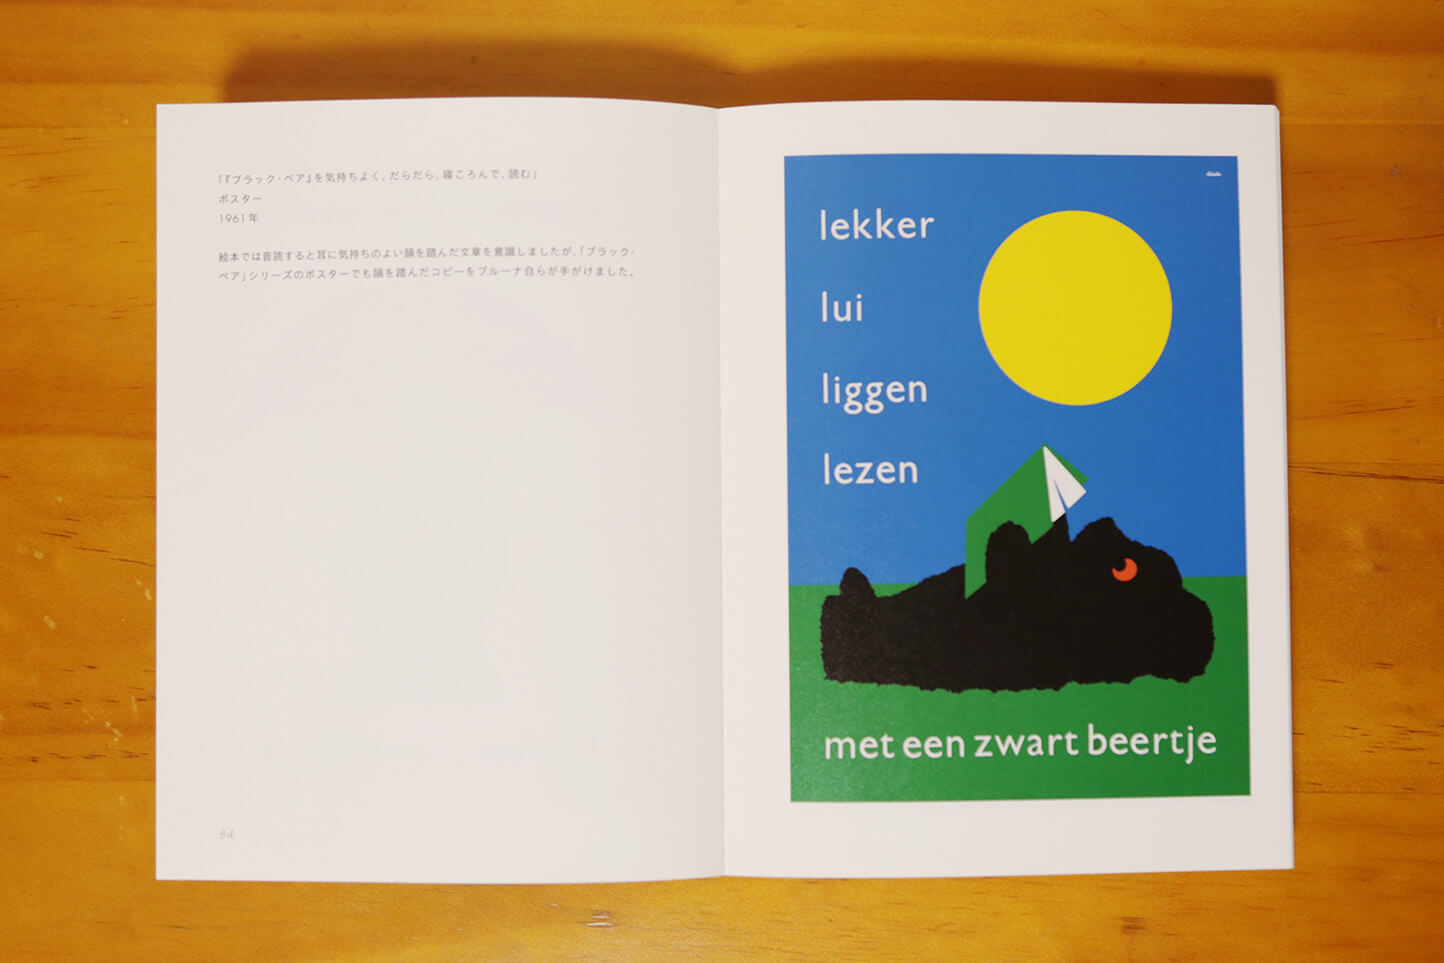 「『ブラック・ベア』を気持ちよく、だらだら、寝ころんで、読む」
ポスター
1961年
絵本では音読すると耳に気持ちのよい韻を踏んだ文章を意識しましたが、「ブラック・
ベア」シリーズのポスターでも韻を踏んだコピーをブルーナ自らが手がけました。
84
lekker
lui
liggen
lezen
met een zwart beertje